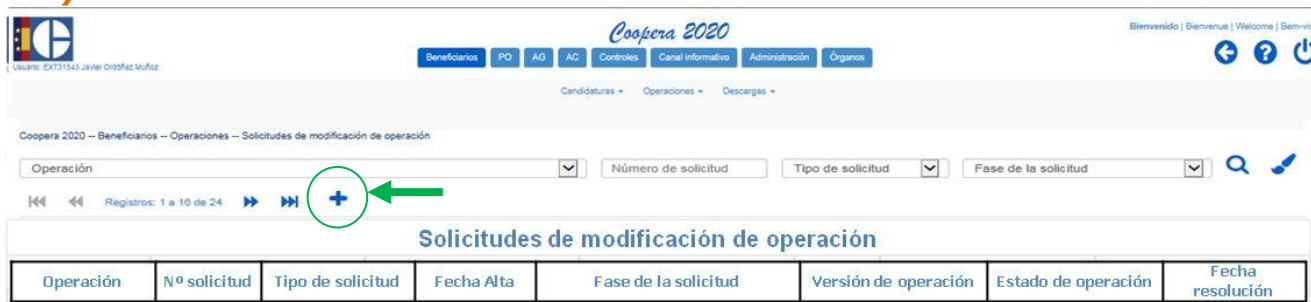 Coopera 2020
Bienvenido | Bienvenue | Welcome | Bem-vin
Usuario: EXT31543 Javier Ordóñez Muñoz
Beneficiarios PO AG AC Controles Canal informativo Administración Órganos
Candidaturas Operaciones Descargas
Coopera 2020 -- Beneficiarios -- Operaciones -- Solicitudes de modificación de operación
Operación Número de solicitud Tipo de solicitud Fase de la solicitud
Registros: 1 a 16 de 24
Solicitudes de modificación de operación
Operación Nº solicitud Tipo de solicitud Fecha Alta Fase de la solicitud Versión de operación Estado de operación Fecha resolución